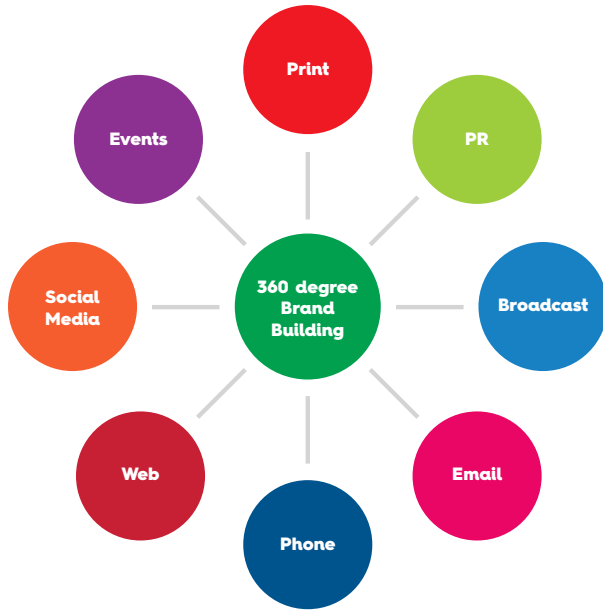 Print
Events
PR
360 degree
Brand
Building
Social
Media
Broadcast
Web
Email
Phone